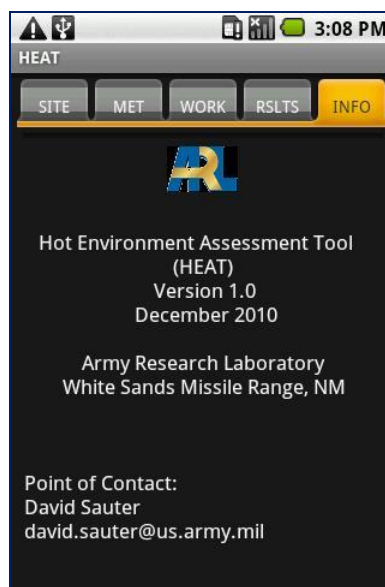 3:08 PM
HEAT
SITE MET WORK RSLTS INFO
ARL
Hot Environment Assessment Tool
(HEAT)
Version 1.0
December 2010
Army Research Laboratory
White Sands Missile Range, NM
Point of Contact:
David Sauter
david.sauter@us.army.mil